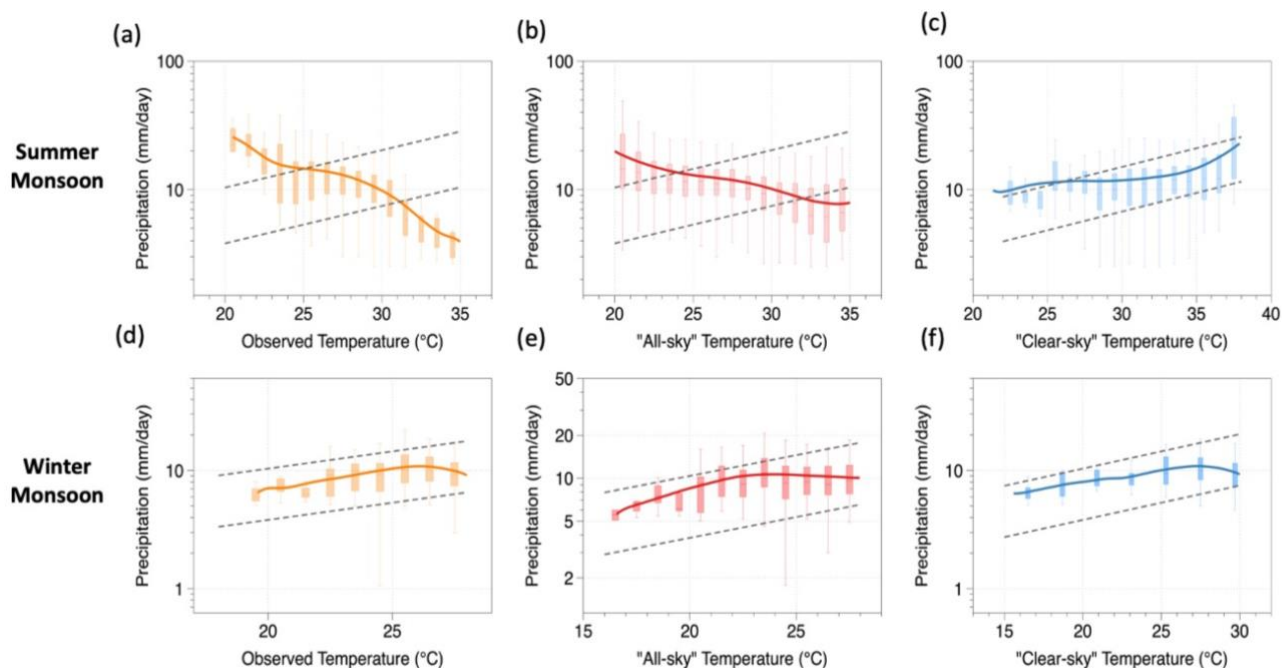 (a)
(b)
(c)
Summer
Monsoon
Precipitation (mm/day)
100
10
20
25
30
35
Observed Temperature (°C)
Precipitation (mm/day)
100
10
20
25
30
35
"All-sky" Temperature (°C)
Precipitation (mm/day)
100
10
20
25
30
35
40
"Clear-sky" Temperature (°C)
(d)
(e)
(f)
Winter
Monsoon
Precipitation (mm/day)
10
1
20
25
Observed Temperature (°C)
Precipitation (mm/day)
50
20
10
5
2
15
20
25
"All-sky" Temperature (°C)
Precipitation (mm/day)
10
1
15
20
25
30
"Clear-sky" Temperature (°C)